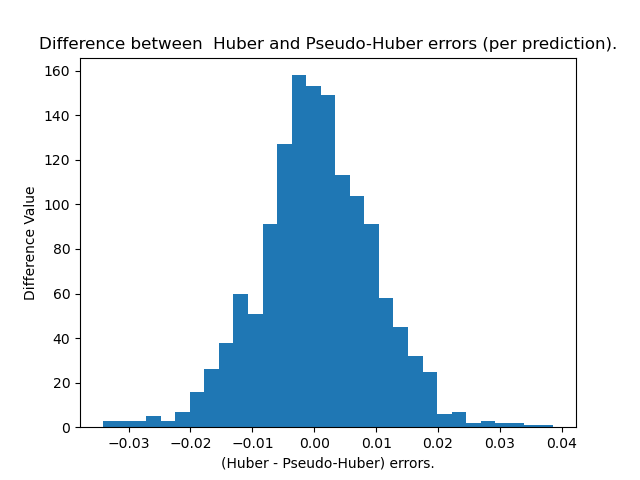 Difference between  Huber and Pseudo-Huber errors (per prediction).
160
140
120
100
80
60
40
20
0
Difference Value
−0.03 −0.02 −0.01 0.00 0.01 0.02 0.03 0.04
(Huber - Pseudo-Huber) errors.